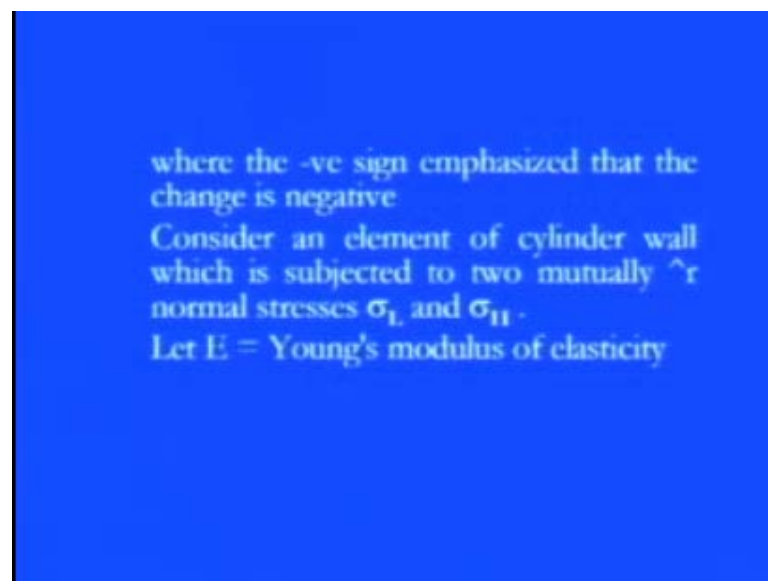 where the -ve sign emphasized that the
change is negative
Consider an element of cylinder wall
which is subjected to two mutually ^r
normal stresses σL and σH .
Let E = Young's modulus of elasticity